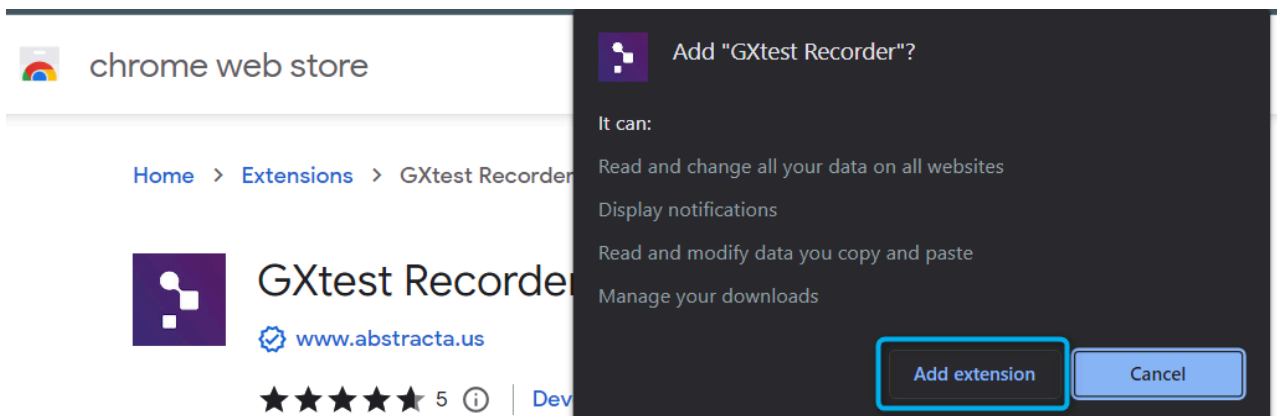 chrome web store
Home > Extensions > GXtest Recorder
GXtest Recorder
www.abstracta.us
5
Dev
Add "GXtest Recorder"?
It can:
Read and change all your data on all websites
Display notifications
Read and modify data you copy and paste
Manage your downloads
Add extension
Cancel